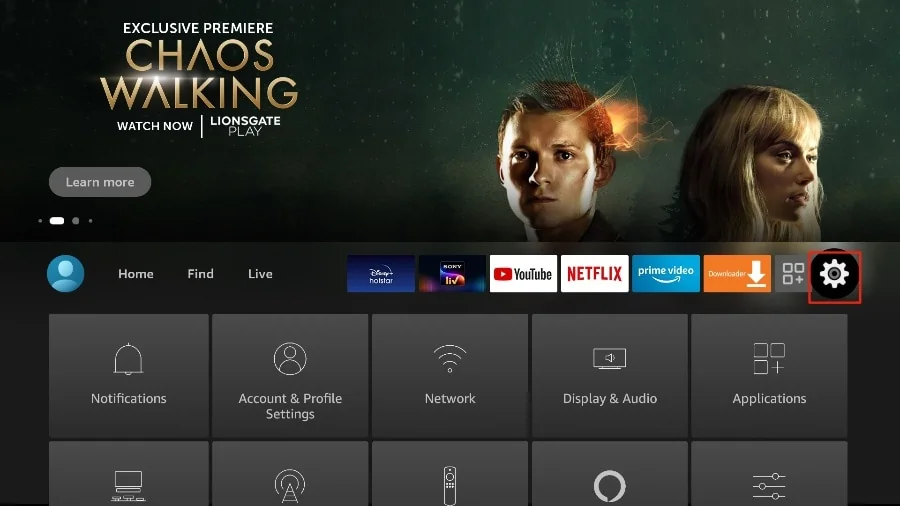 EXCLUSIVE PREMIERE
CHAOS
WALKING
WATCH NOW | LIONSGATE
PLAY
Learn more
Home Find Live Disney+ hotstar SONY liv YouTube NETFLIX prime video Downloader
Notifications Account & Profile Network Display & Audio Applications
Settings